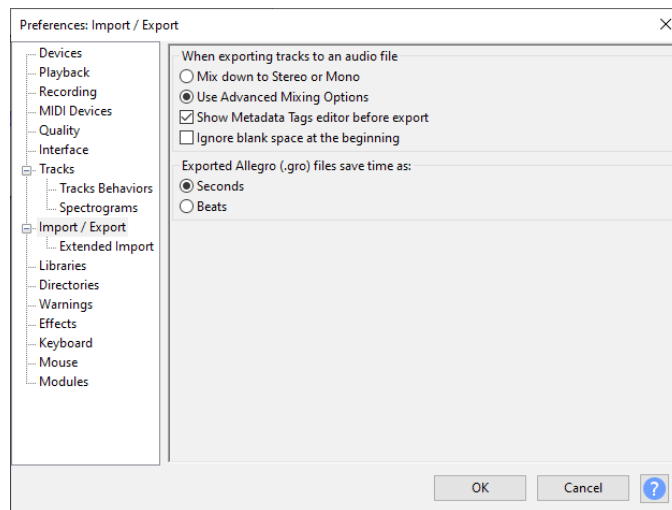 Preferences: Import / Export
Devices
Playback
Recording
MIDI Devices
Quality
Interface
Tracks
Tracks Behaviors
Spectrograms
Import / Export
Extended Import
Libraries
Directories
Warnings
Effects
Keyboard
Mouse
Modules
When exporting tracks to an audio file
Mix down to Stereo or Mono
Use Advanced Mixing Options
Show Metadata Tags editor before export
Ignore blank space at the beginning
Exported Allegro (.gro) files save time as:
Seconds
Beats
OK
Cancel
?